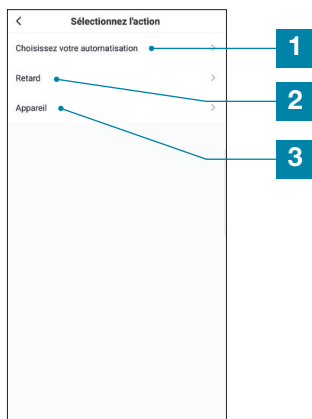 Sélectionnez l'action
Choisissez votre automatisation
1
Retard
2
Appareil
3